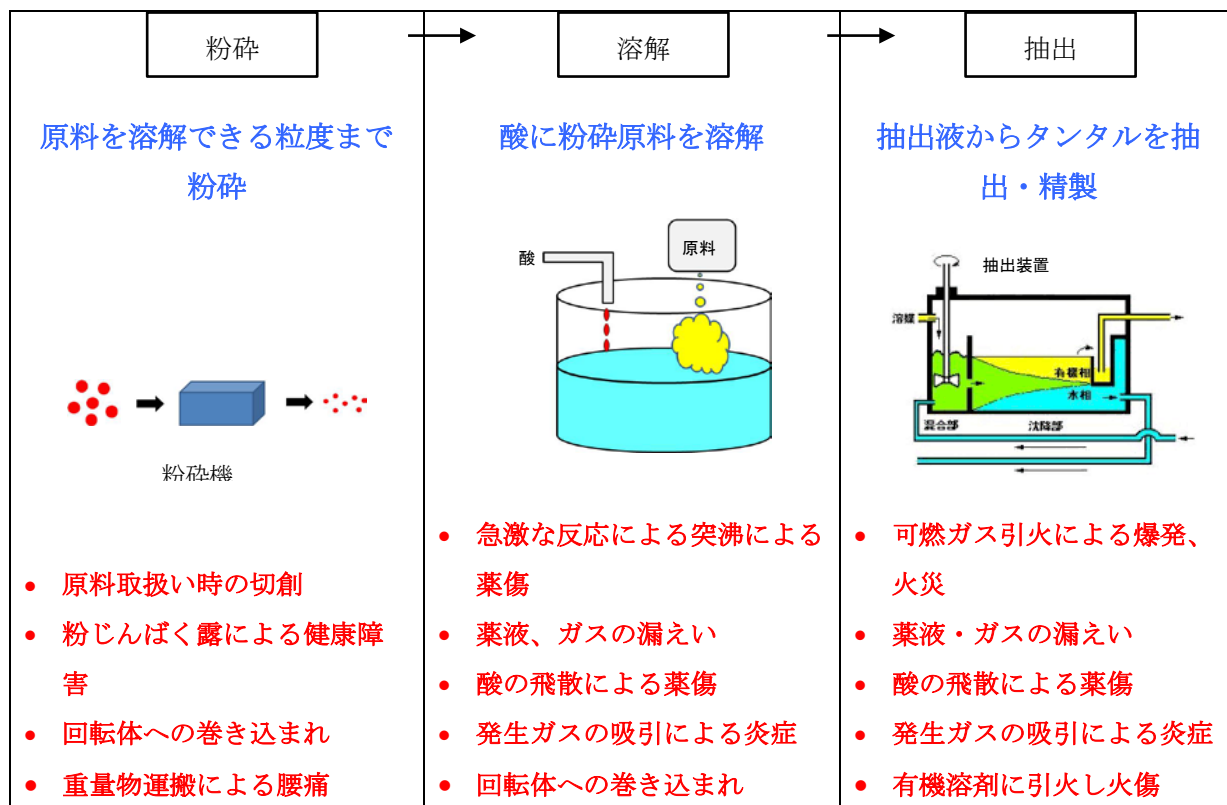 粉砕
原料を溶解できる粒度まで
粉砕
粉砕機
• 原料取扱い時の切創
• 粉じんばく露による健康障
害
• 回転体への巻き込まれ
• 重量物運搬による腰痛
溶解
酸に粉砕原料を溶解
原料
酸
• 急激な反応による突沸による
薬傷
• 薬液、ガスの漏えい
• 酸の飛散による薬傷
• 発生ガスの吸引による炎症
• 回転体への巻き込まれ
抽出
抽出液からタンタルを抽
出・精製
抽出装置
溶媒
有機相
水相
混合部 沈降部
• 可燃ガス引火による爆発、
火災
• 薬液・ガスの漏えい
• 酸の飛散による薬傷
• 発生ガスの吸引による炎症
• 有機溶剤に引火し火傷